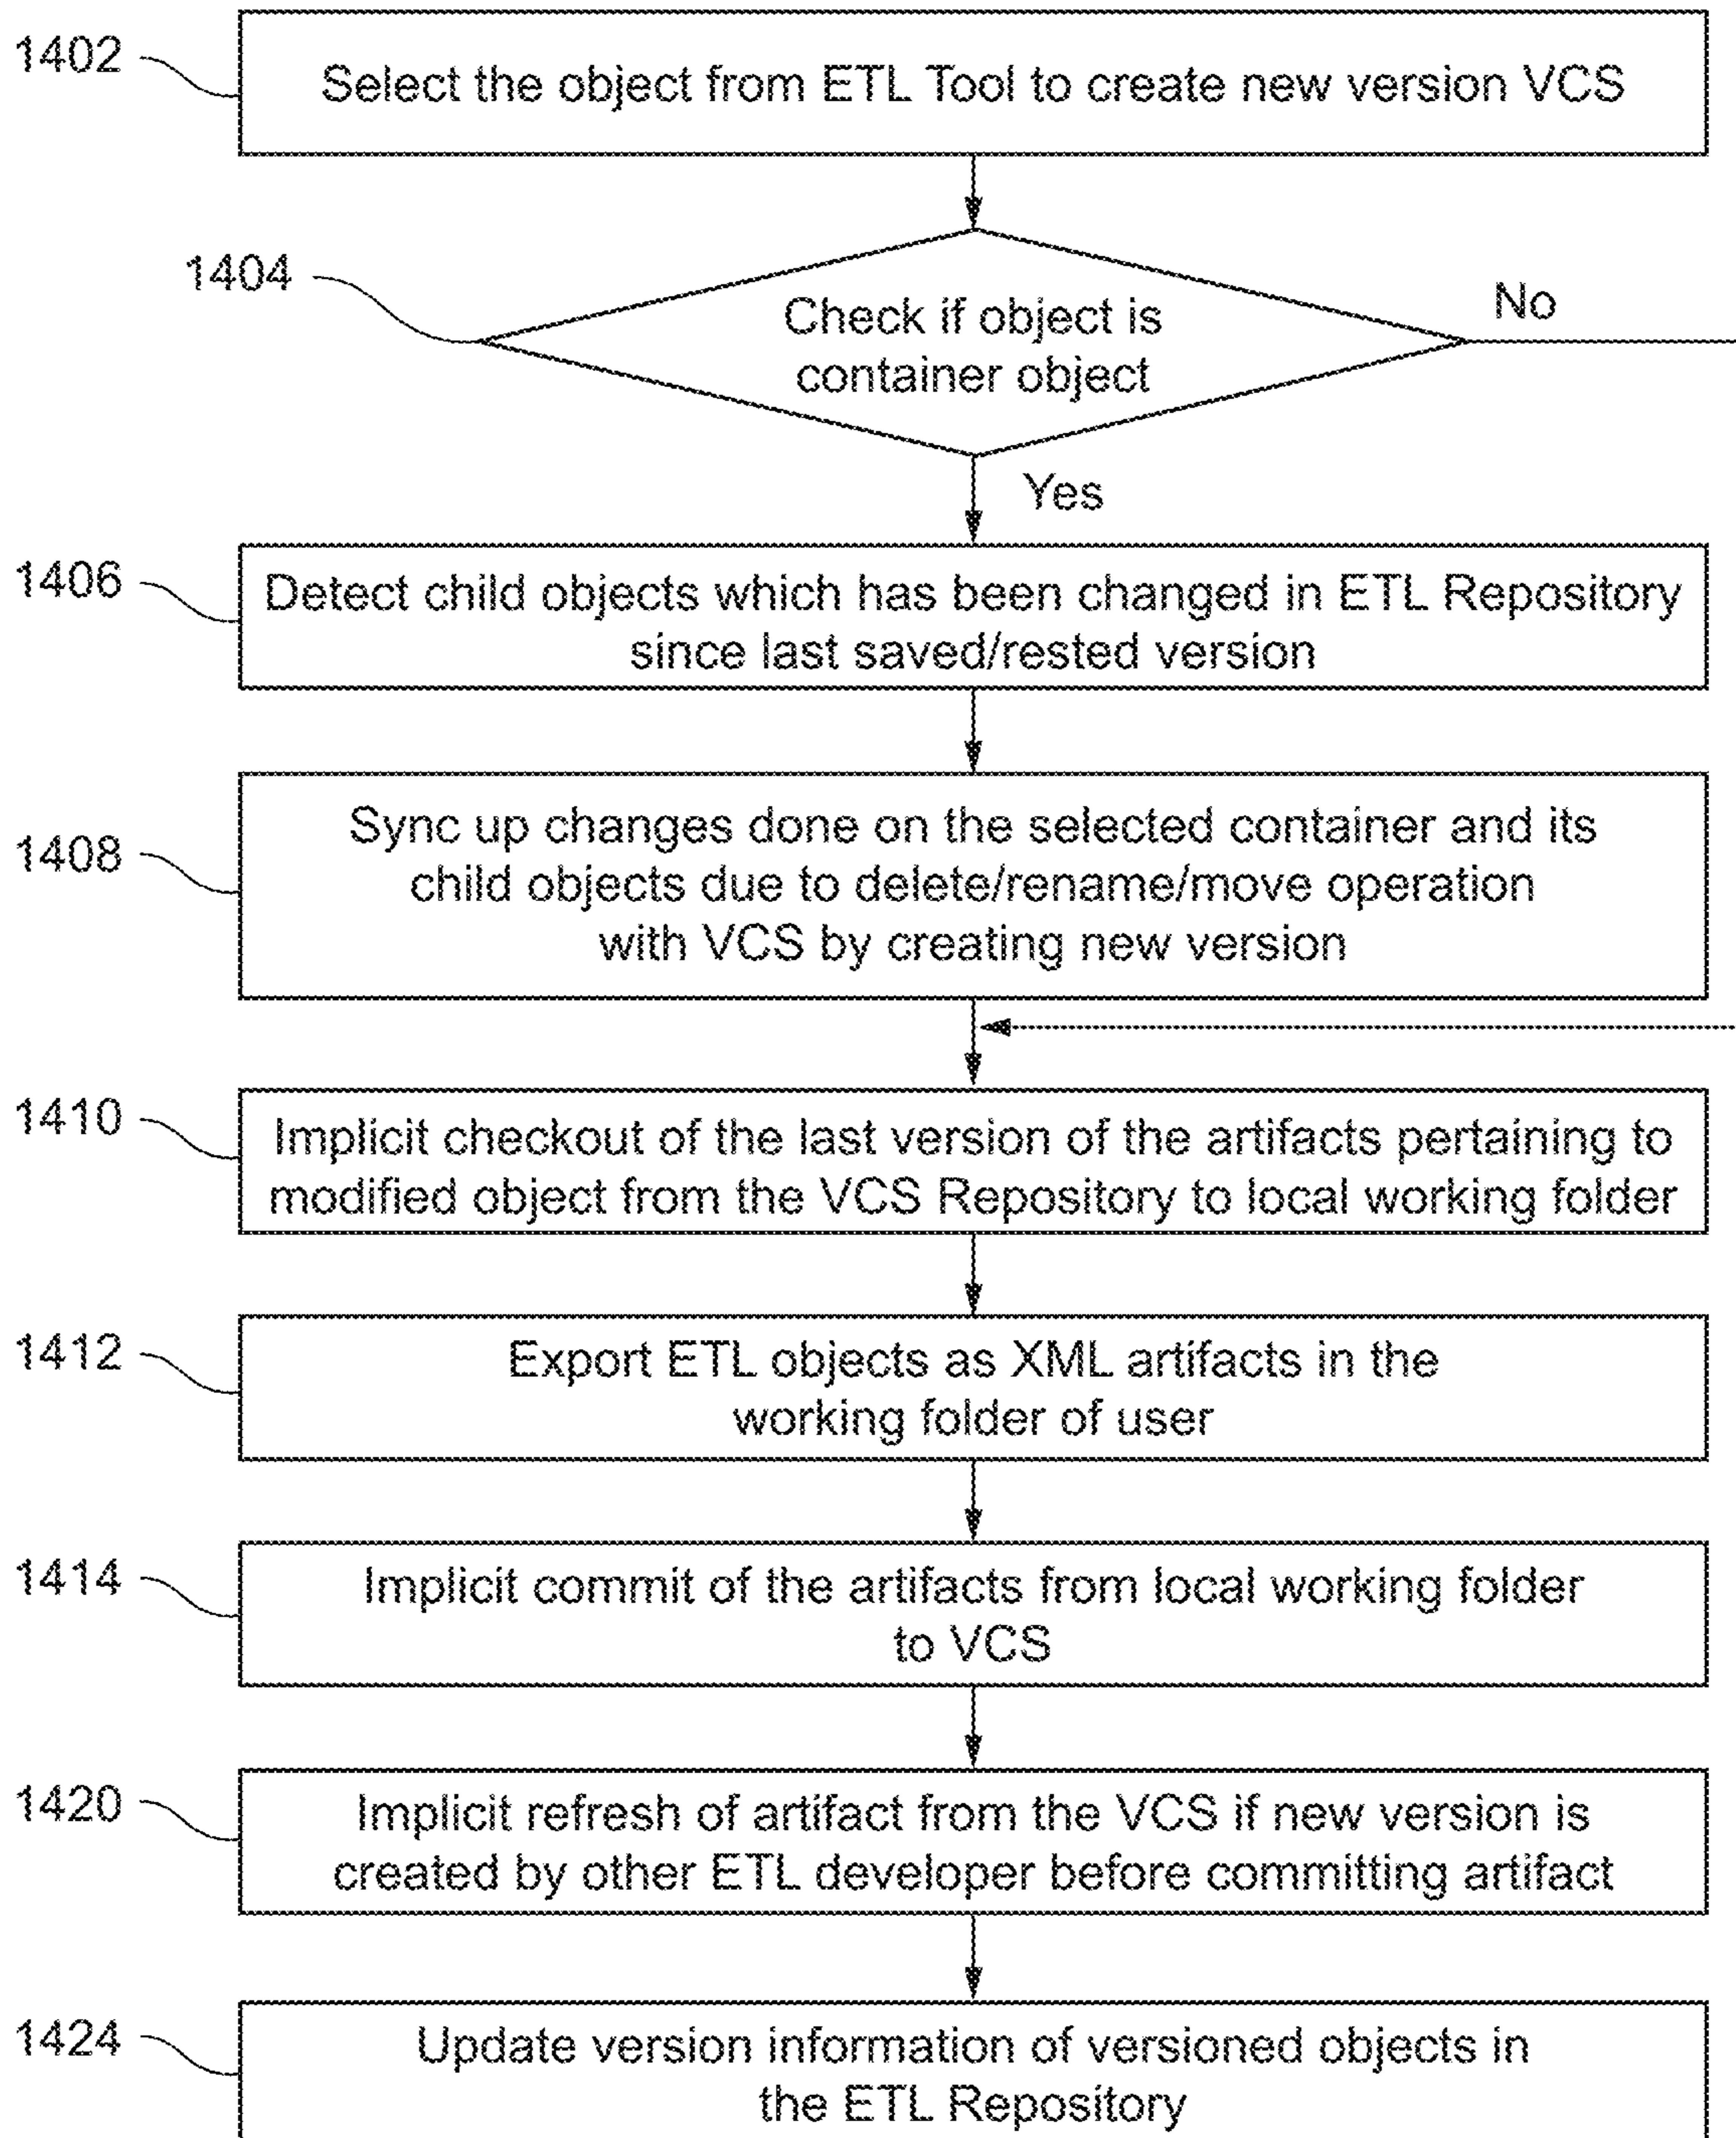 1402
Select the object from ETL Tool to create new version VCS
1404
Check if object is
container object
No
Yes
1406
Detect child objects which has been changed in ETL Repository
since last saved/rested version
1408
Sync up changes done on the selected container and its
child objects due to delete/rename/move operation
with VCS by creating new version
1410
Implicit checkout of the last version of the artifacts pertaining to
modified object from the VCS Repository to local working folder
1412
Export ETL objects as XML artifacts in the
working folder of user
1414
Implicit commit of the artifacts from local working folder
to VCS
1420
Implicit refresh of artifact from the VCS if new version is
created by other ETL developer before committing artifact
1424
Update version information of versioned objects in
the ETL Repository